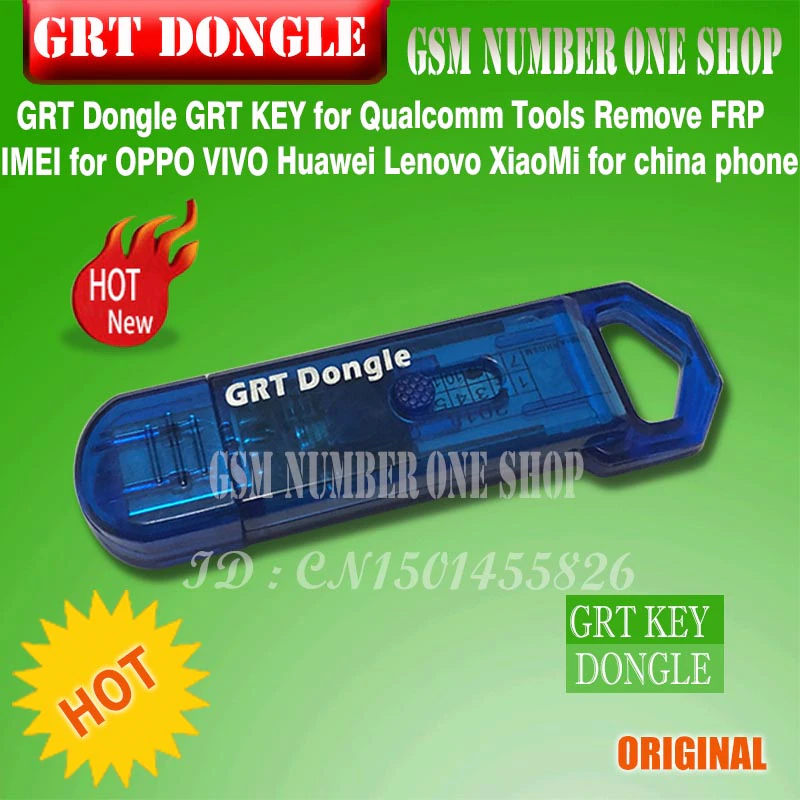 GRT DONGLE
GSM NUMBER ONE SHOP
GRT Dongle GRT KEY for Qualcomm Tools Remove FRP
IMEI for OPPO VIVO Huawei Lenovo XiaoMi for china phone
HOT
New
GRT Dongle
GSM NUMBER ONE SHOP
ID : CN1501455826
HOT
GRT KEY
DONGLE
ORIGINAL